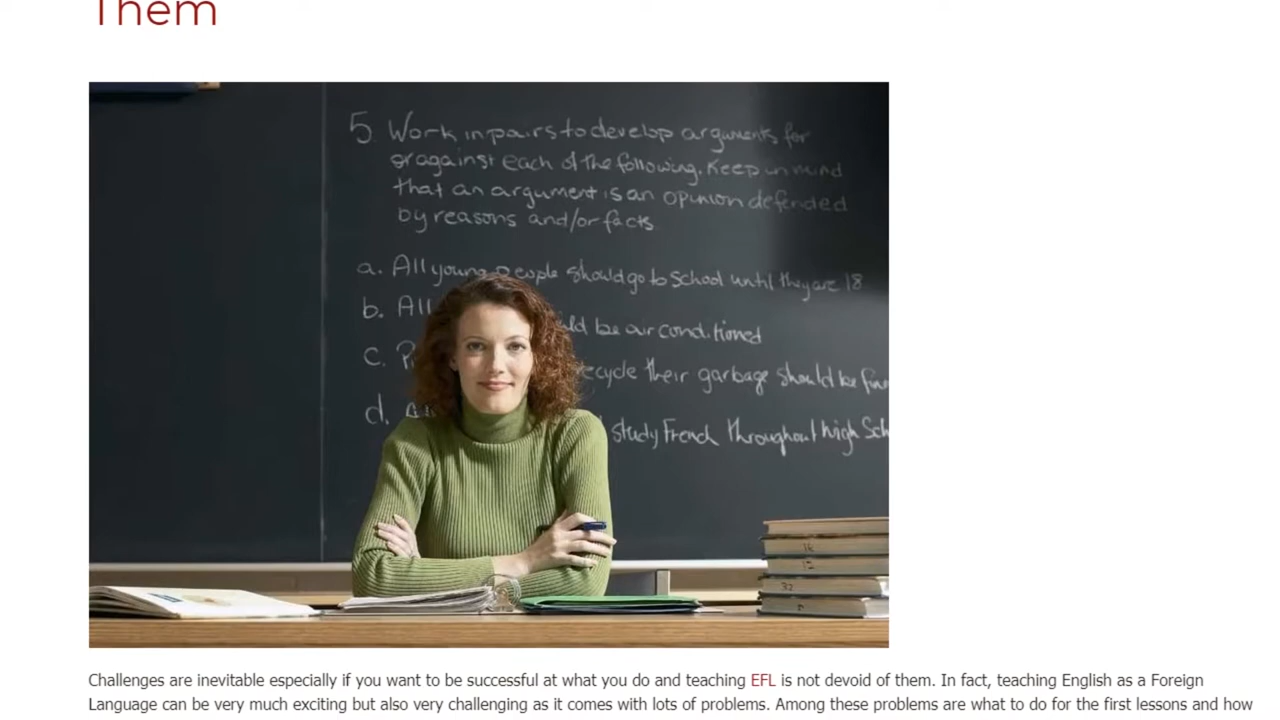 Them
5. Work in pairs to develop arguments for
or against each of the following. Keep in mind
that an argument is an opinion defended
by reasons and/or facts
a. All young people should go to school until they are 18
b. All be air conditioned
c. recycle their garbage should be
d. study French throughout high
16
12
32
Challenges are inevitable especially if you want to be successful at what you do and teaching EFL is not devoid of them. In fact, teaching English as a Foreign
Language can be very much exciting but also very challenging as it comes with lots of problems. Among these problems are what to do for the first lessons and how